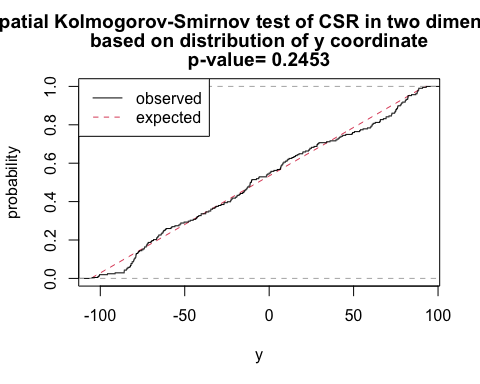 patial Kolmogorov-Smirnov test of CSR in two dimen
based on distribution of y coordinate
p-value= 0.2453
observed
expected
probability
1.0
0.8
0.6
0.4
0.2
0.0
-100 -50 0 50 100
y